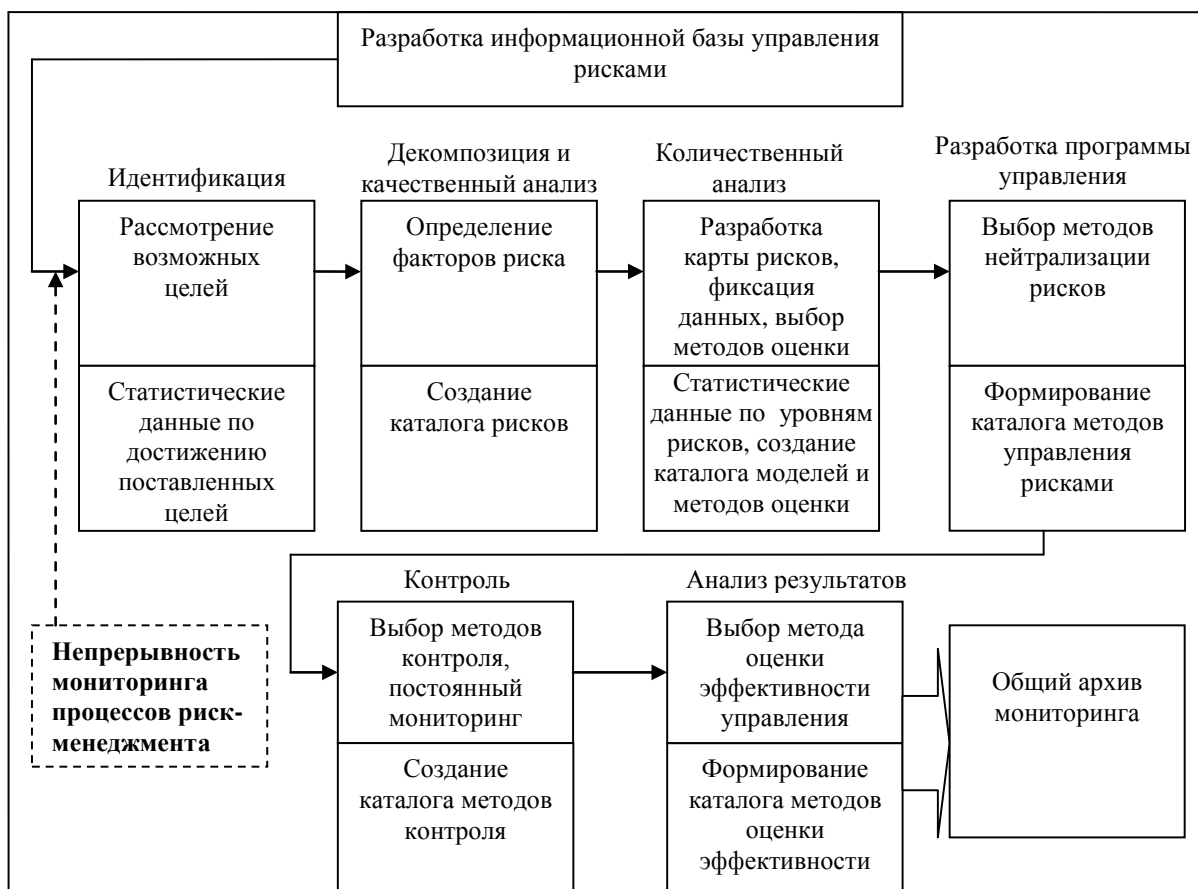 Разработка информационной базы управления
рисками
Идентификация
Рассмотрение
возможных
целей
Статистические
данные по
достижению
поставленных
целей
Декомпозиция и
качественный анализ
Определение
факторов риска
Создание
каталога рисков
Количественный
анализ
Разработка
карты рисков,
фиксация
данных, выбор
методов оценки
Статистические
данные по уровням
рисков, создание
каталога моделей и
методов оценки
Разработка программы
управления
Выбор методов
нейтрализации
рисков
Формирование
каталога методов
управления
рисками
Непрерывность
мониторинга
процессов риск-
менеджмента
Контроль
Выбор методов
контроля,
постоянный
мониторинг
Создание
каталога методов
контроля
Анализ результатов
Выбор метода
оценки
эффективности
управления
Формирование
каталога методов
оценки
эффективности
Общий архив
мониторинга